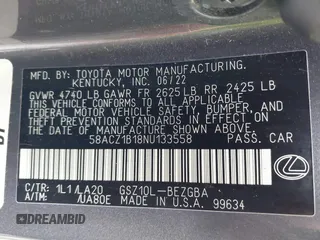 MFD. BY: TOYOTA MOTOR MANUFACTURING.
KENTUCKY, INC. 06/22
GVWR 4740 LB GAWR FR 2625 LB RR 2425 LB
THIS VEHICLE CONFORMS TO ALL APPLICABLE
FEDERAL MOTOR VEHICLE SAFETY, BUMPER, AND
THEFT PREVENTION STANDARDS IN EFFECT ON THE
DATE OF MANUFACTURE SHOWN ABOVE.
58ACZ1B18NU133558 PASS. CAR
C/TR: 1L1/LA20 GSZ10L-BEZGBA
A/TM: /UA80E MADE IN U.S.A. 99634
DREAMBID